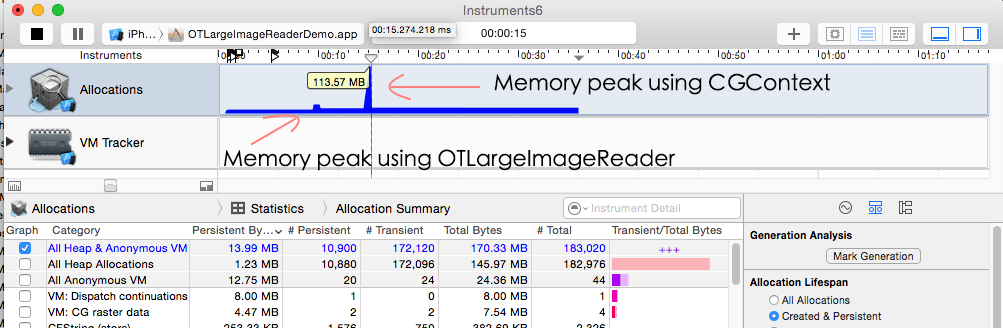 Instruments6
iPh... OTLargeImageReaderDemo.app 00:15.274.218 ms 00:00:15
Instruments 00:00 00:10 00:20 00:30 00:40 00:50 01:00 01:10
Allocations 113.57 MB Memory peak using CGContext
VM Tracker
Memory peak using OTLargeImageReader
Allocations Statistics Allocation Summary Instrument Detail
Graph Category Persistent By... # Persistent # Transient Total Bytes # Total Transient/Total Bytes
All Heap & Anonymous VM 13.99 MB 10,900 172,120 170.33 MB 183,020 +++
All Heap Allocations 1.23 MB 10,880 172,096 145.97 MB 182,976
All Anonymous VM 12.75 MB 20 24 24.36 MB 44
VM: Dispatch continuations 8.00 MB 1 0 8.00 MB 1
VM: CG raster data 4.47 MB 2 2 7.54 MB 4
CFString (store) 253.33 KB 1,576 750 382.69 KB 2,326
Generation Analysis
Mark Generation
Allocation Lifespan
All Allocations
Created & Persistent